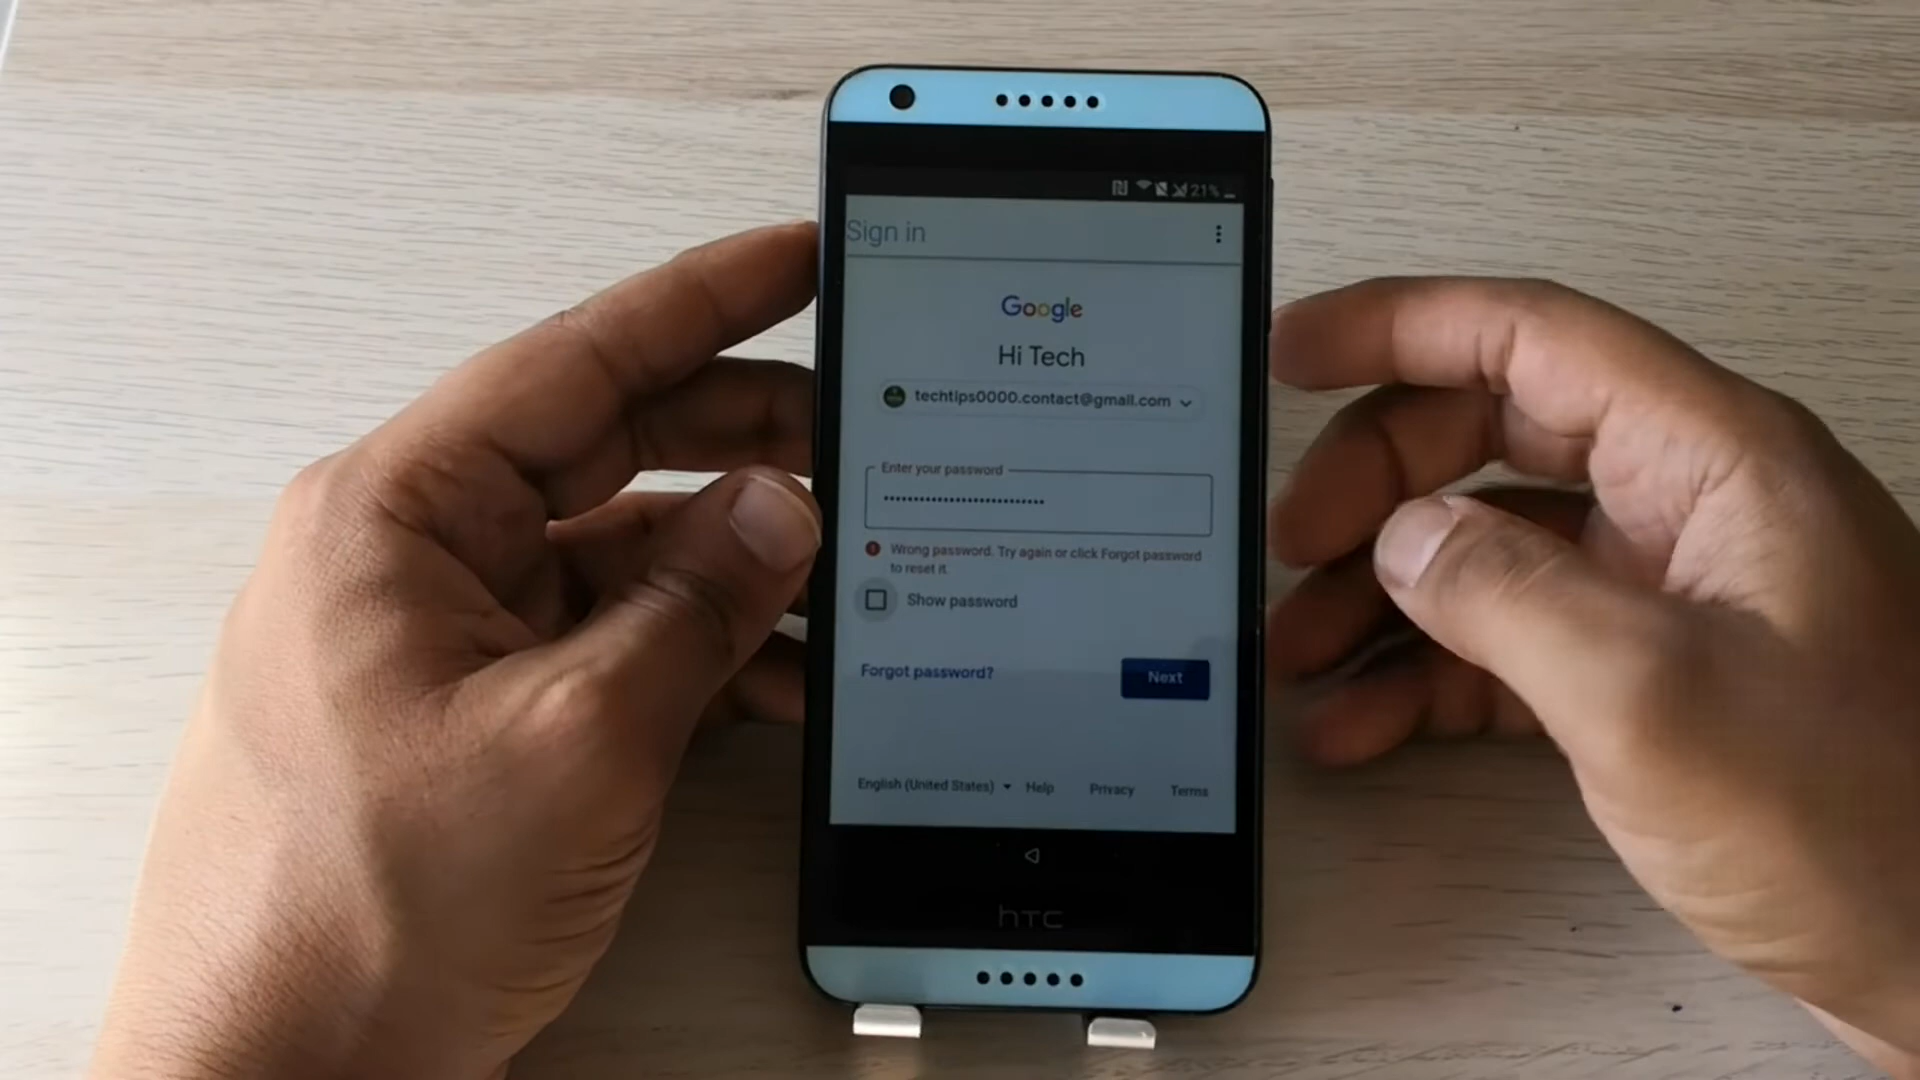 21%
Sign in
Google
Hi Tech
techtips0000.contact@gmail.com
Enter your password
••••••••••••••••••••••••••••
Wrong password. Try again or click Forgot password
to reset it.
Show password
Forgot password?
Next
English (United States) Help Privacy Terms
hTC